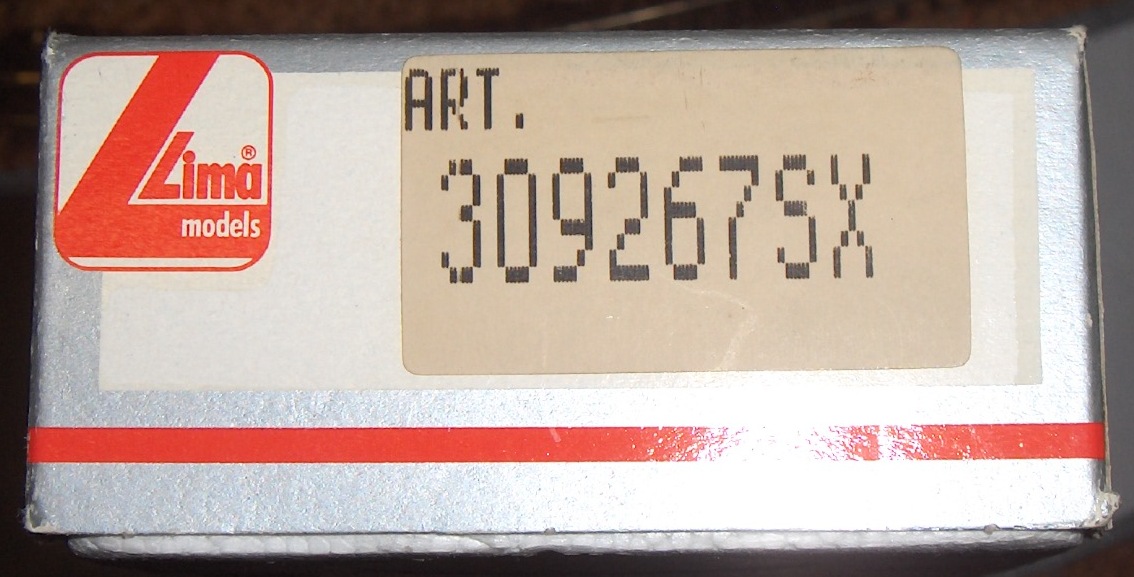 Lima®
models
ART.
309267SX